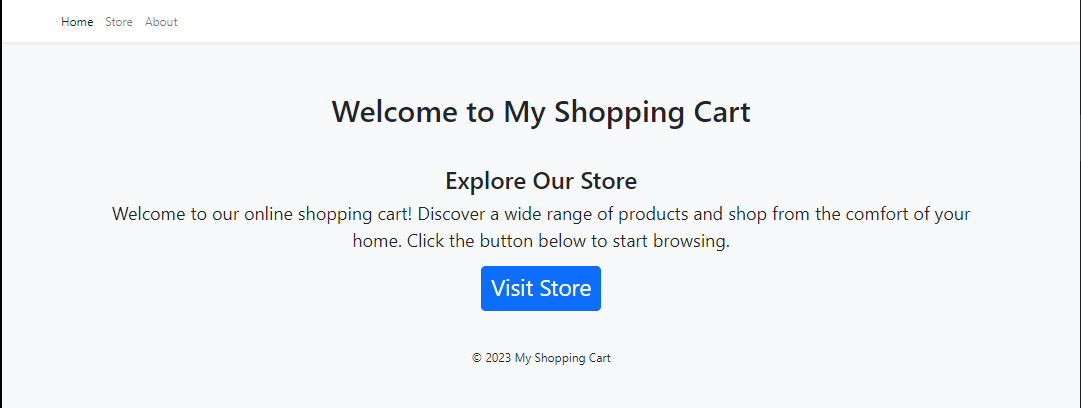 Home Store About
Welcome to My Shopping Cart
Explore Our Store
Welcome to our online shopping cart! Discover a wide range of products and shop from the comfort of your
home. Click the button below to start browsing.
Visit Store
© 2023 My Shopping Cart